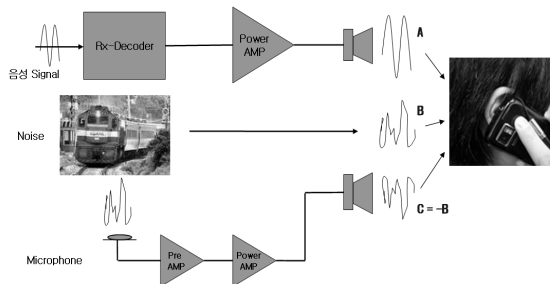 Rx-Decoder
Power
AMP
A
음성 Signal
B
Noise
C = -B
Microphone
Pre
AMP
Power
AMP